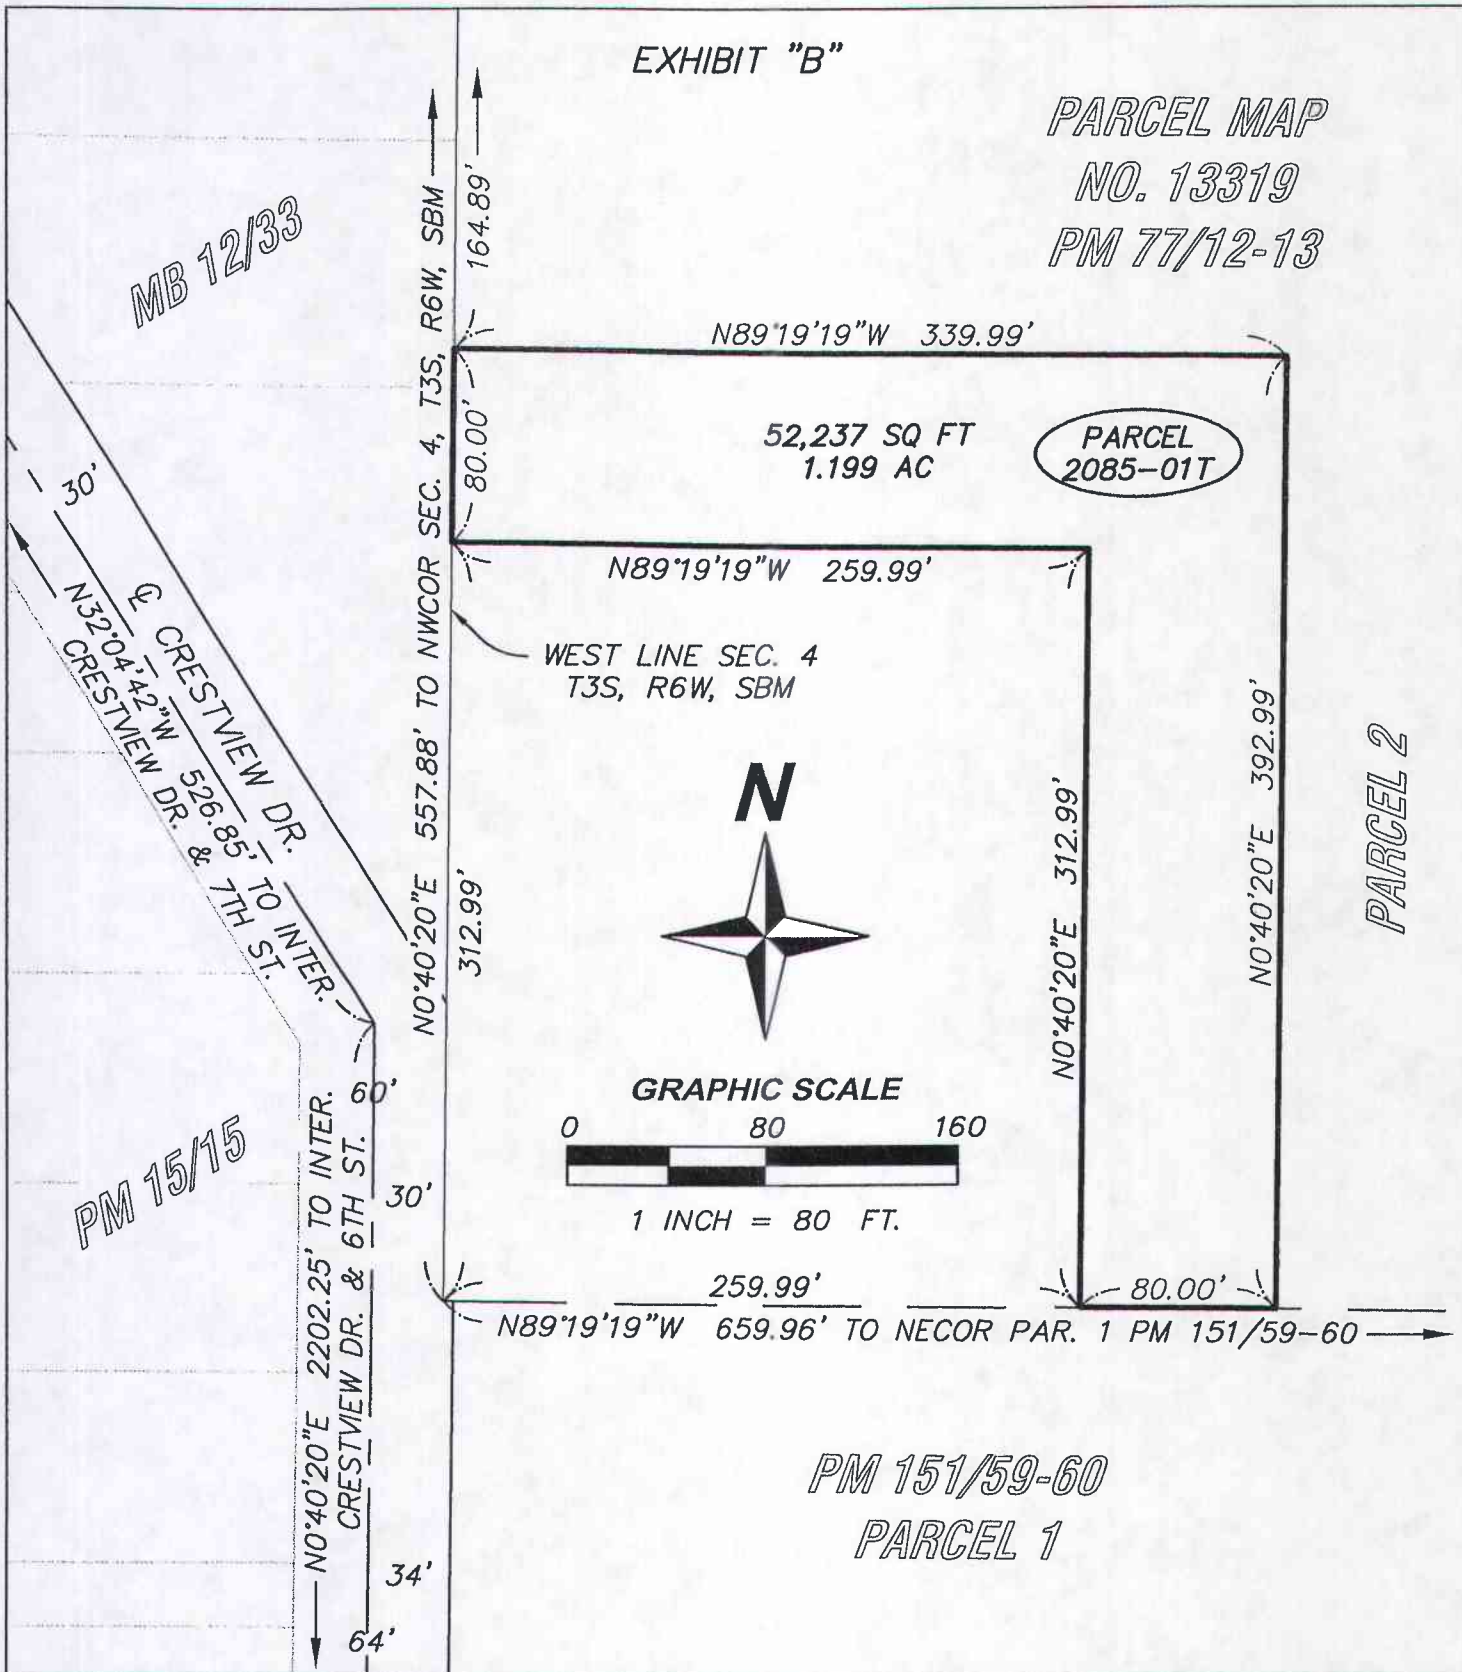 EXHIBIT "B"
PARCEL MAP
NO. 13319
PM 77/12-13
MB 12/33
164.89'
N0°40'20"E 557.88' TO NWCOR SEC. 4, T3S, R6W, SBM
N89°19'19"W 339.99'
80.00'
52,237 SQ FT
1.199 AC
PARCEL
2085-01T
30'
N89°19'19"W 259.99'
WEST LINE SEC. 4
T3S, R6W, SBM
℄ CRESTVIEW DR.
N32°04'42"W 526.85' TO INTER.
CRESTVIEW DR. & 7TH ST.
312.99'
N
N0°40'20"E 312.99'
N0°40'20"E 392.99'
PARCEL 2
GRAPHIC SCALE
0 80 160
1 INCH = 80 FT.
60'
30'
PM 15/15
N0°40'20"E 2202.25' TO INTER.
CRESTVIEW DR. & 6TH ST.
259.99'
80.00'
N89°19'19"W 659.96' TO NECOR PAR. 1 PM 151/59-60
PM 151/59-60
PARCEL 1
34'
64'